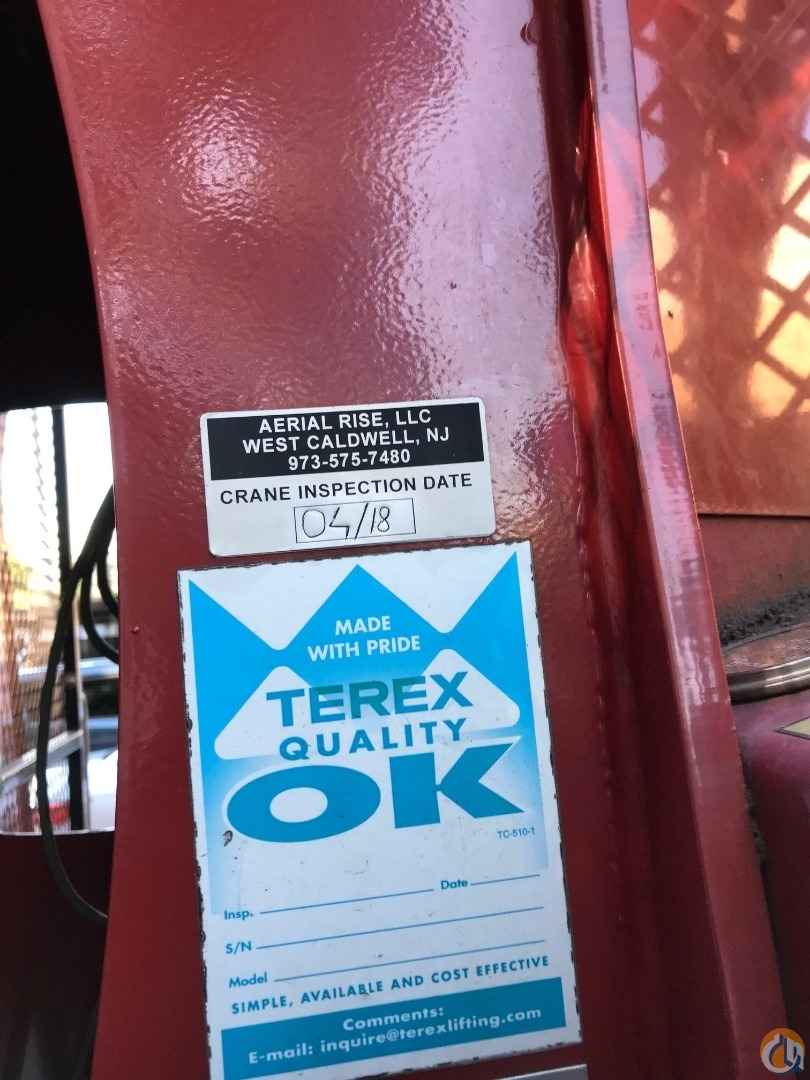 AERIAL RISE, LLC
WEST CALDWELL, NJ
973-575-7480
CRANE INSPECTION DATE
04/18
MADE
WITH PRIDE
TEREX
QUALITY
OK
TC-510-1
Insp. Date
S/N
Model
SIMPLE, AVAILABLE AND COST EFFECTIVE
Comments:
E-mail: inquire@terexlifting.com